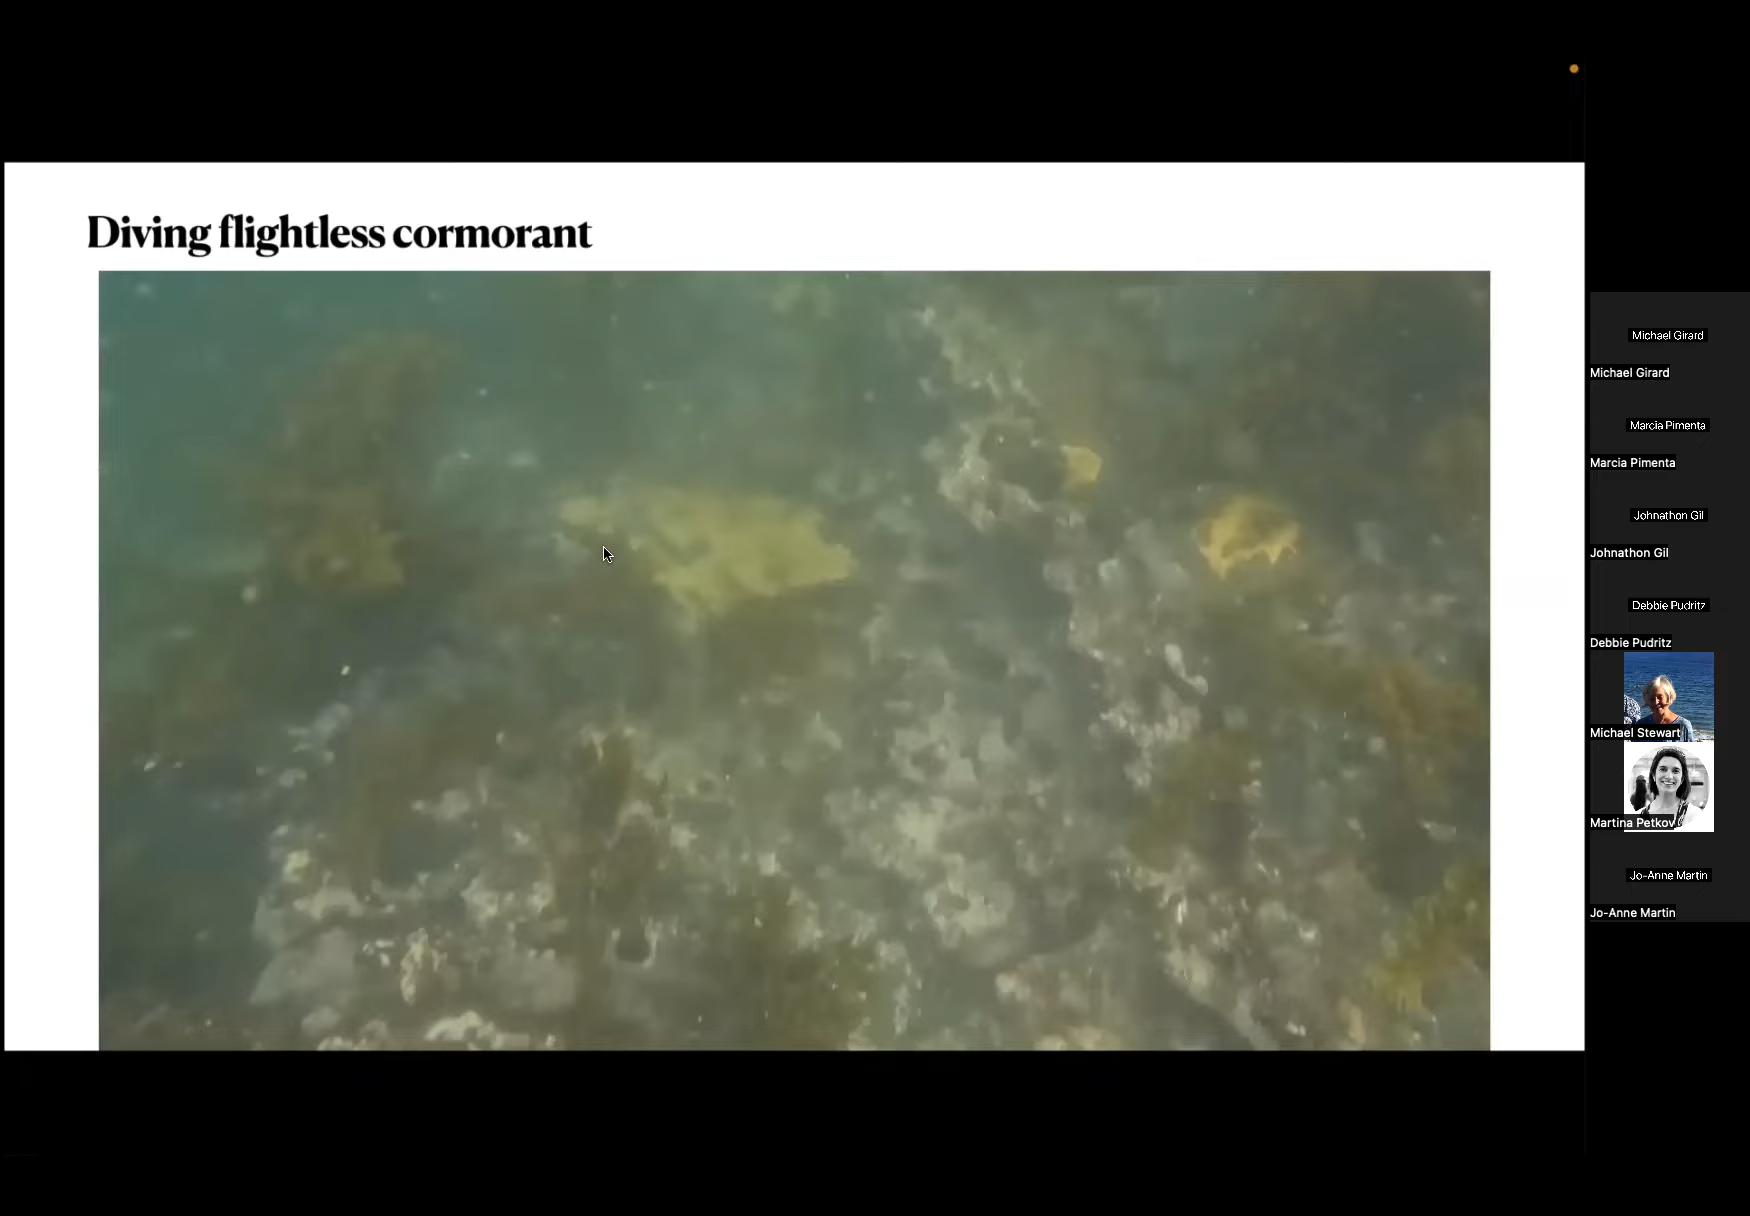 Diving flightless cormorant
Michael Girard
Michael Girard
Marcia Pimenta
Marcia Pimenta
Johnathon Gil
Johnathon Gil
Debbie Pudritz
Debbie Pudritz
Michael Stewart
Martina Petkov
Jo-Anne Martin
Jo-Anne Martin